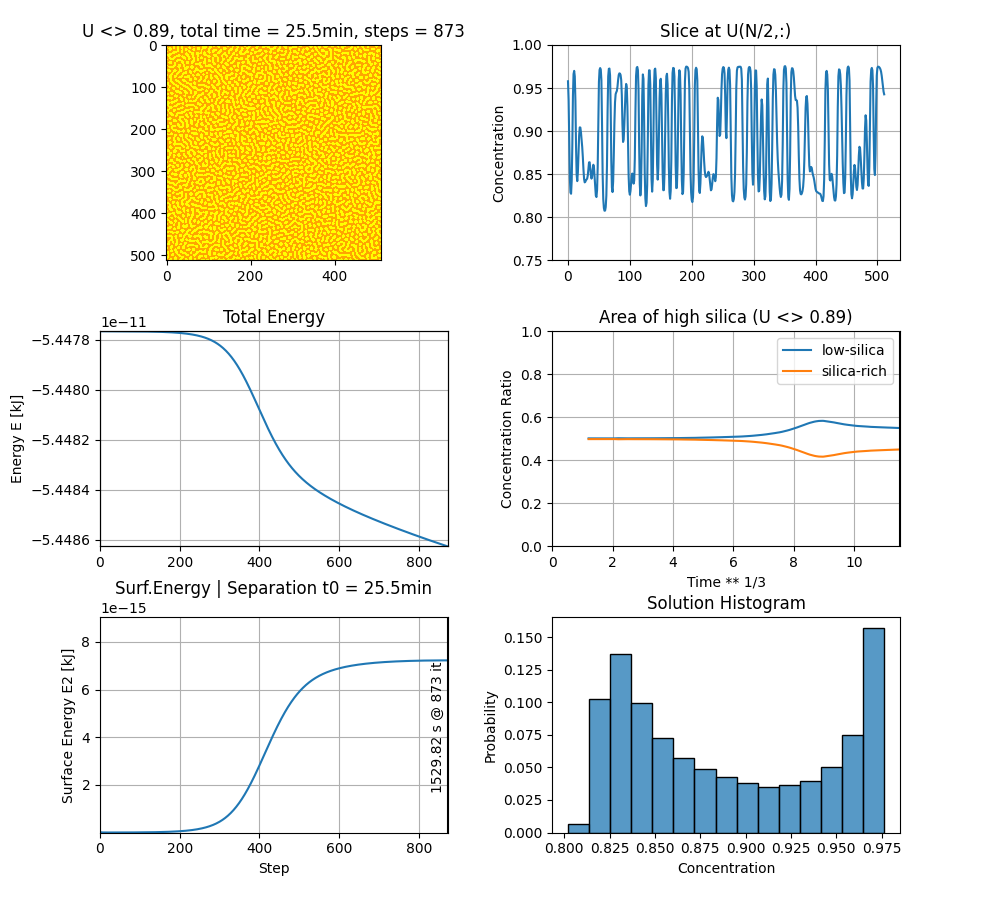 U <> 0.89, total time = 25.5min, steps = 873
0
100
200
300
400
500
0 200 400
Slice at U(N/2,:)
Concentration
1.00
0.95
0.90
0.85
0.80
0.75
0 100 200 300 400 500
Total Energy
1e−11
Energy E [kJ]
−5.4478
−5.4480
−5.4482
−5.4484
−5.4486
0 200 400 600 800
Area of high silica (U <> 0.89)
Concentration Ratio
1.0
0.8
0.6
0.4
0.2
0.0
low-silica
silica-rich
0 2 4 6 8 10
Time ** 1/3
Surf.Energy | Separation t0 = 25.5min
1e−15
Surface Energy E2 [kJ]
8
6
4
2
1529.82 s @ 873 it
0 200 400 600 800
Step
Solution Histogram
Probability
0.150
0.125
0.100
0.075
0.050
0.025
0.000
0.800 0.825 0.850 0.875 0.900 0.925 0.950 0.975
Concentration